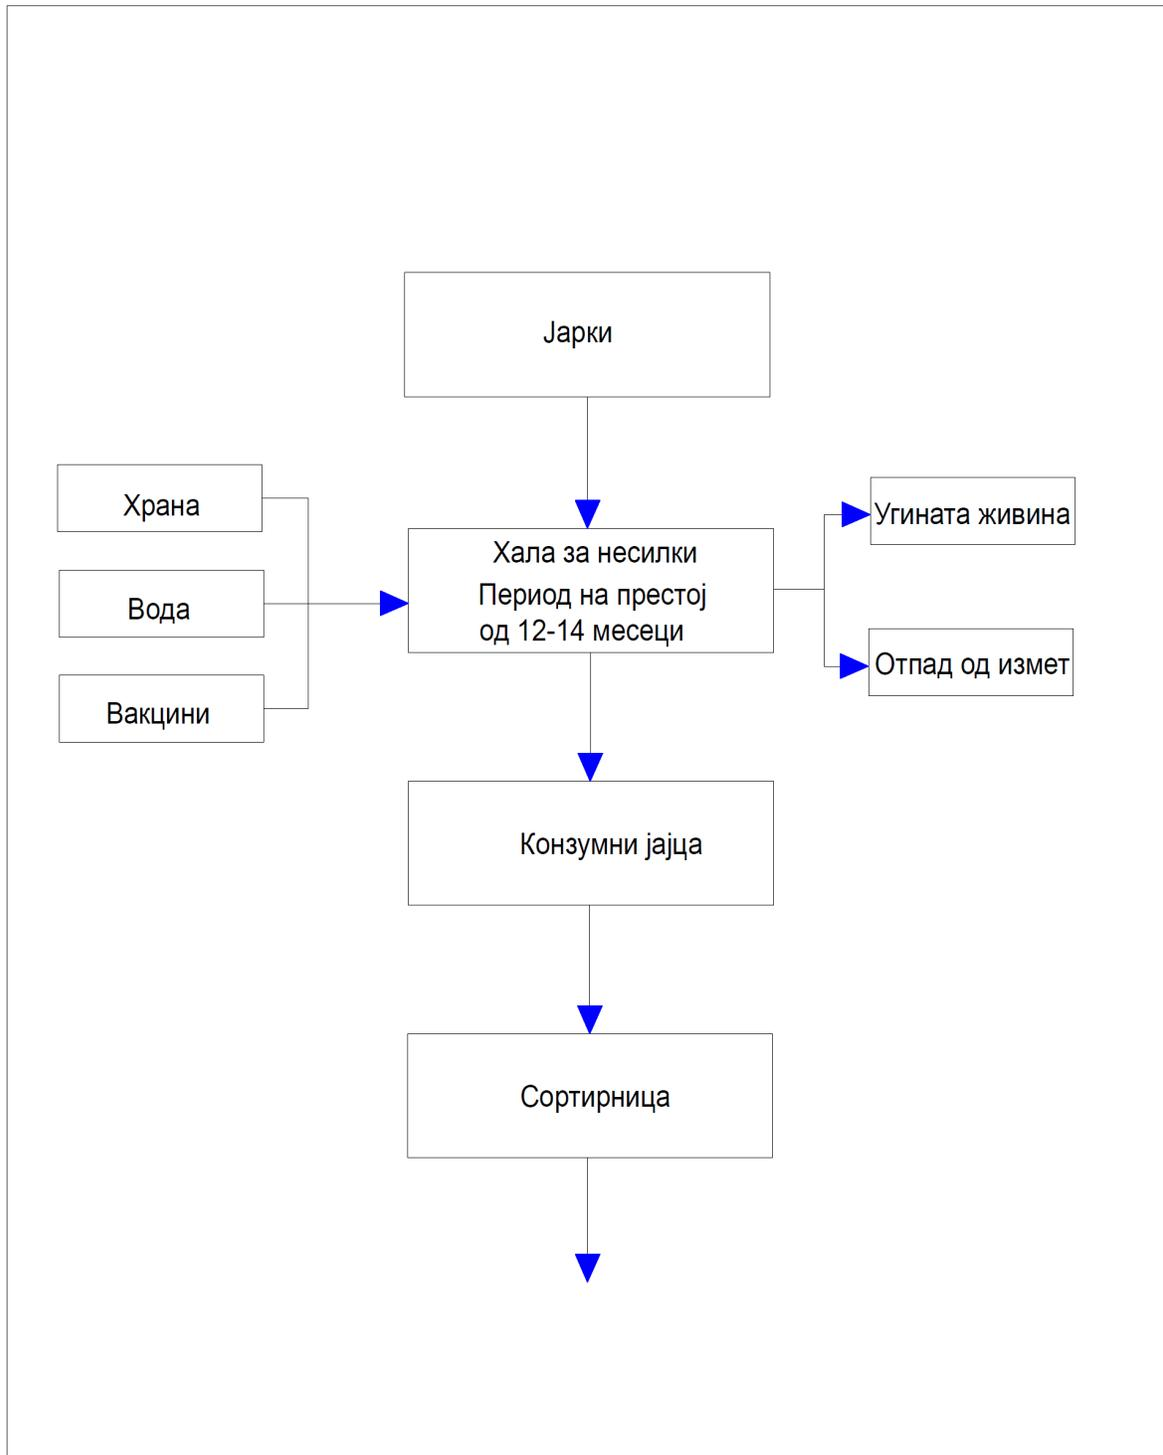 Јарки
Храна
Вода
Вакцини
Хала за несилки
Период на престој
од 12-14 месеци
Угината живина
Отпад од измет
Конзумни јајца
Сортирница